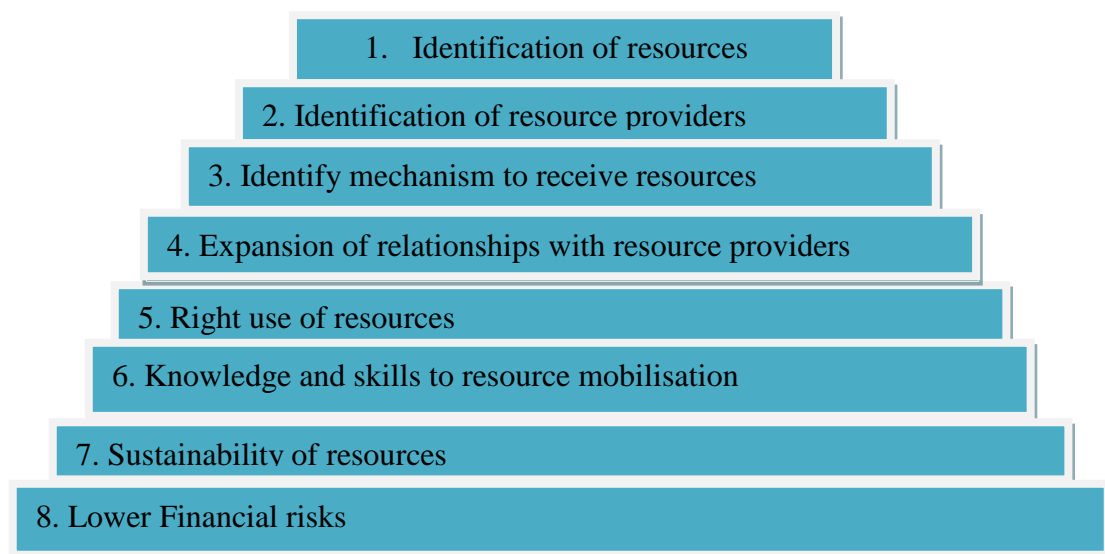 1. Identification of resources
2. Identification of resource providers
3. Identify mechanism to receive resources
4. Expansion of relationships with resource providers
5. Right use of resources
6. Knowledge and skills to resource mobilisation
7. Sustainability of resources
8. Lower Financial risks